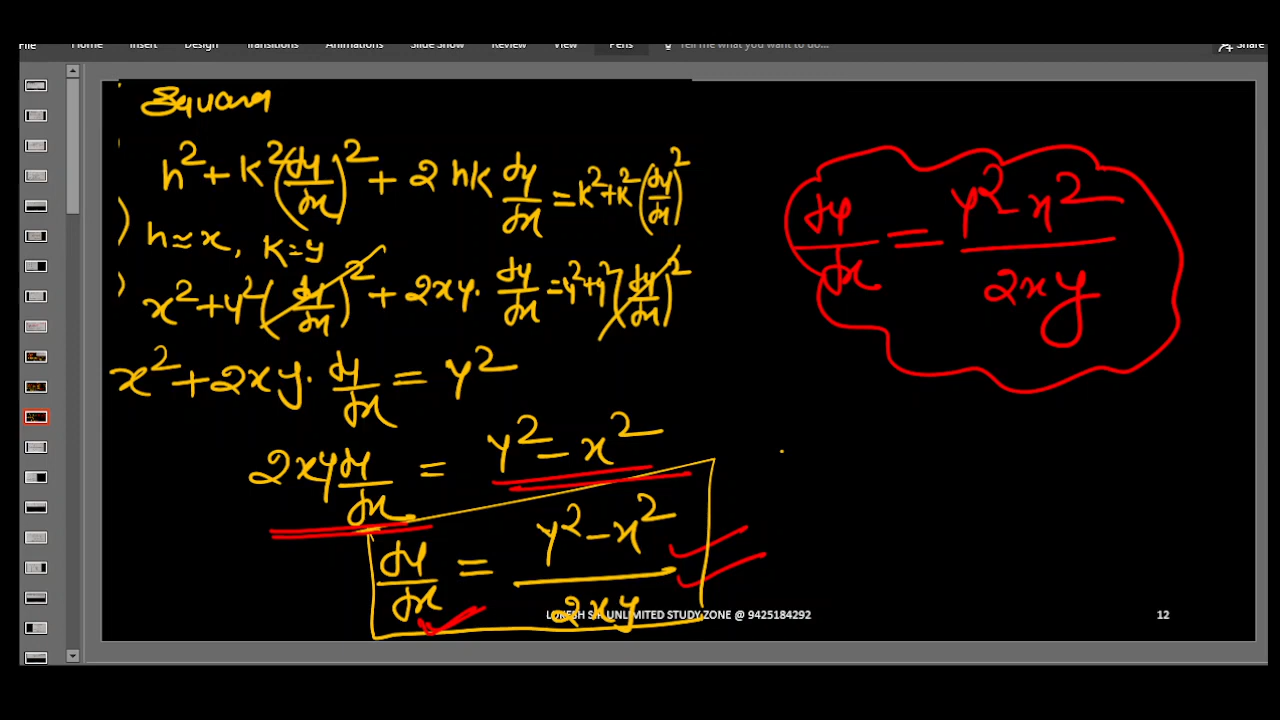 File Home Insert Design Transitions Animations Slide Show Review View Pens Tell me what you want to do... Share
Square
h² + k²(dy/dx)² + 2hk dy/dx = k² + k²(dy/dx)²
h ≈ x, k = y
x² + y²(dy/dx)² + 2xy· dy/dx = y² + y²(dy/dx)²
x² + 2xy· dy/dx = y²
2xy dy/dx = y² – x²
dy/dx = y² – x² / 2xy
dy/dx = y² – x² / 2xy
LOKESH SIR UNLIMITED STUDY ZONE @ 9425184292
12